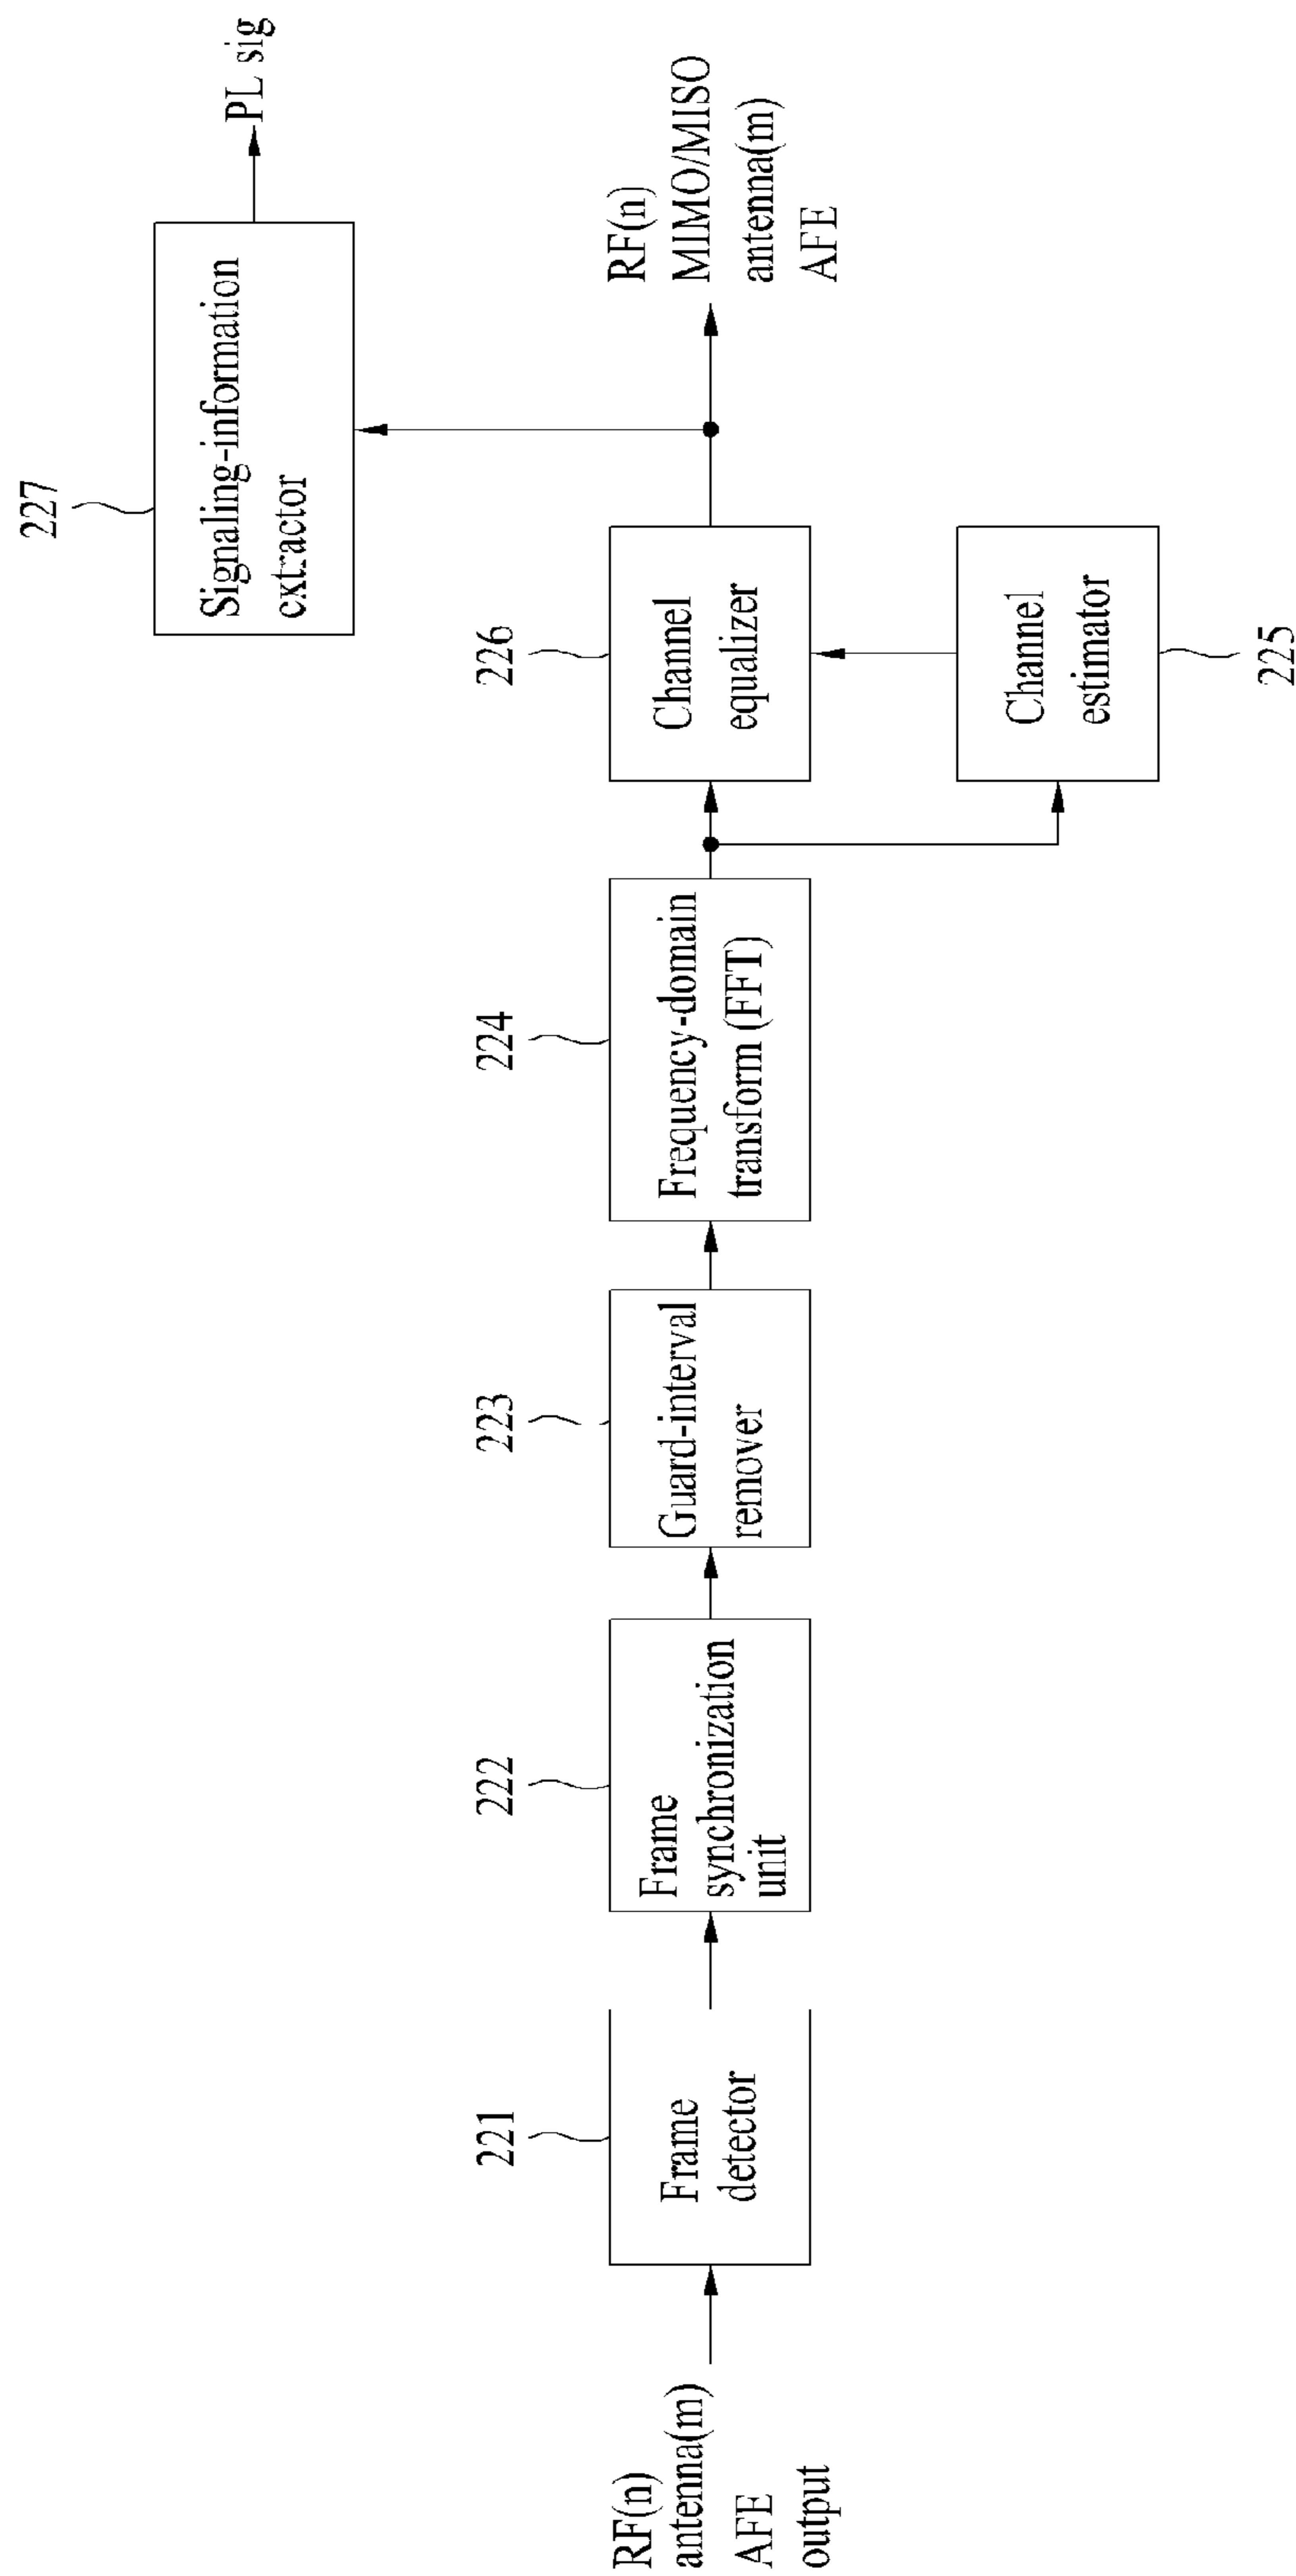 RF(n)
antenna(m)
AFE
output
221
Frame
detector
222
Frame
synchronization
unit
223
Guard-interval
remover
224
Frequency-domain
transform (FFT)
226
Channel
equalizer
Channel
estimator
225
227
Signaling-information
extractor
PL sig
RF(n)
MIMO/MISO
antenna(m)
AFE